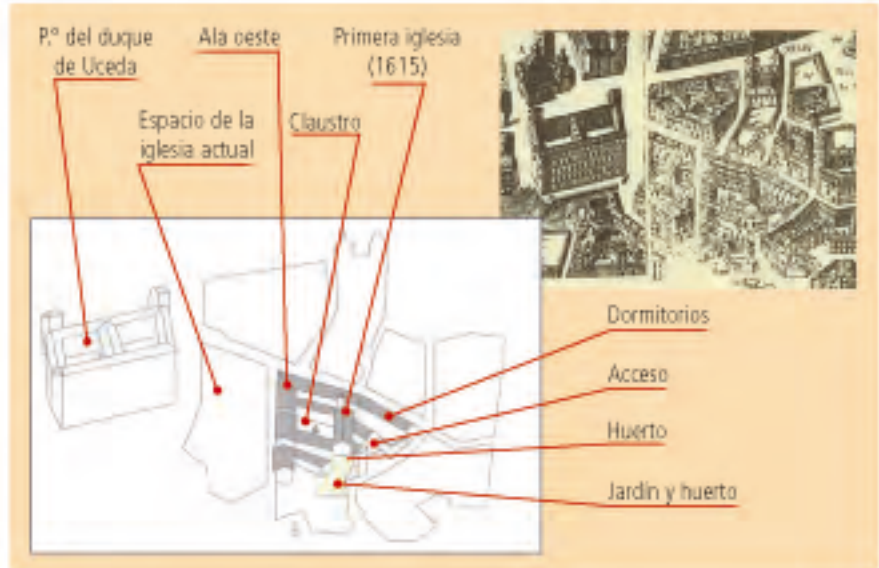 P.º del duque
de Uceda
Ala oeste
Primera iglesia
(1615)
Espacio de la
iglesia actual
Claustro
Dormitorios
Acceso
Huerto
Jardín y huerto